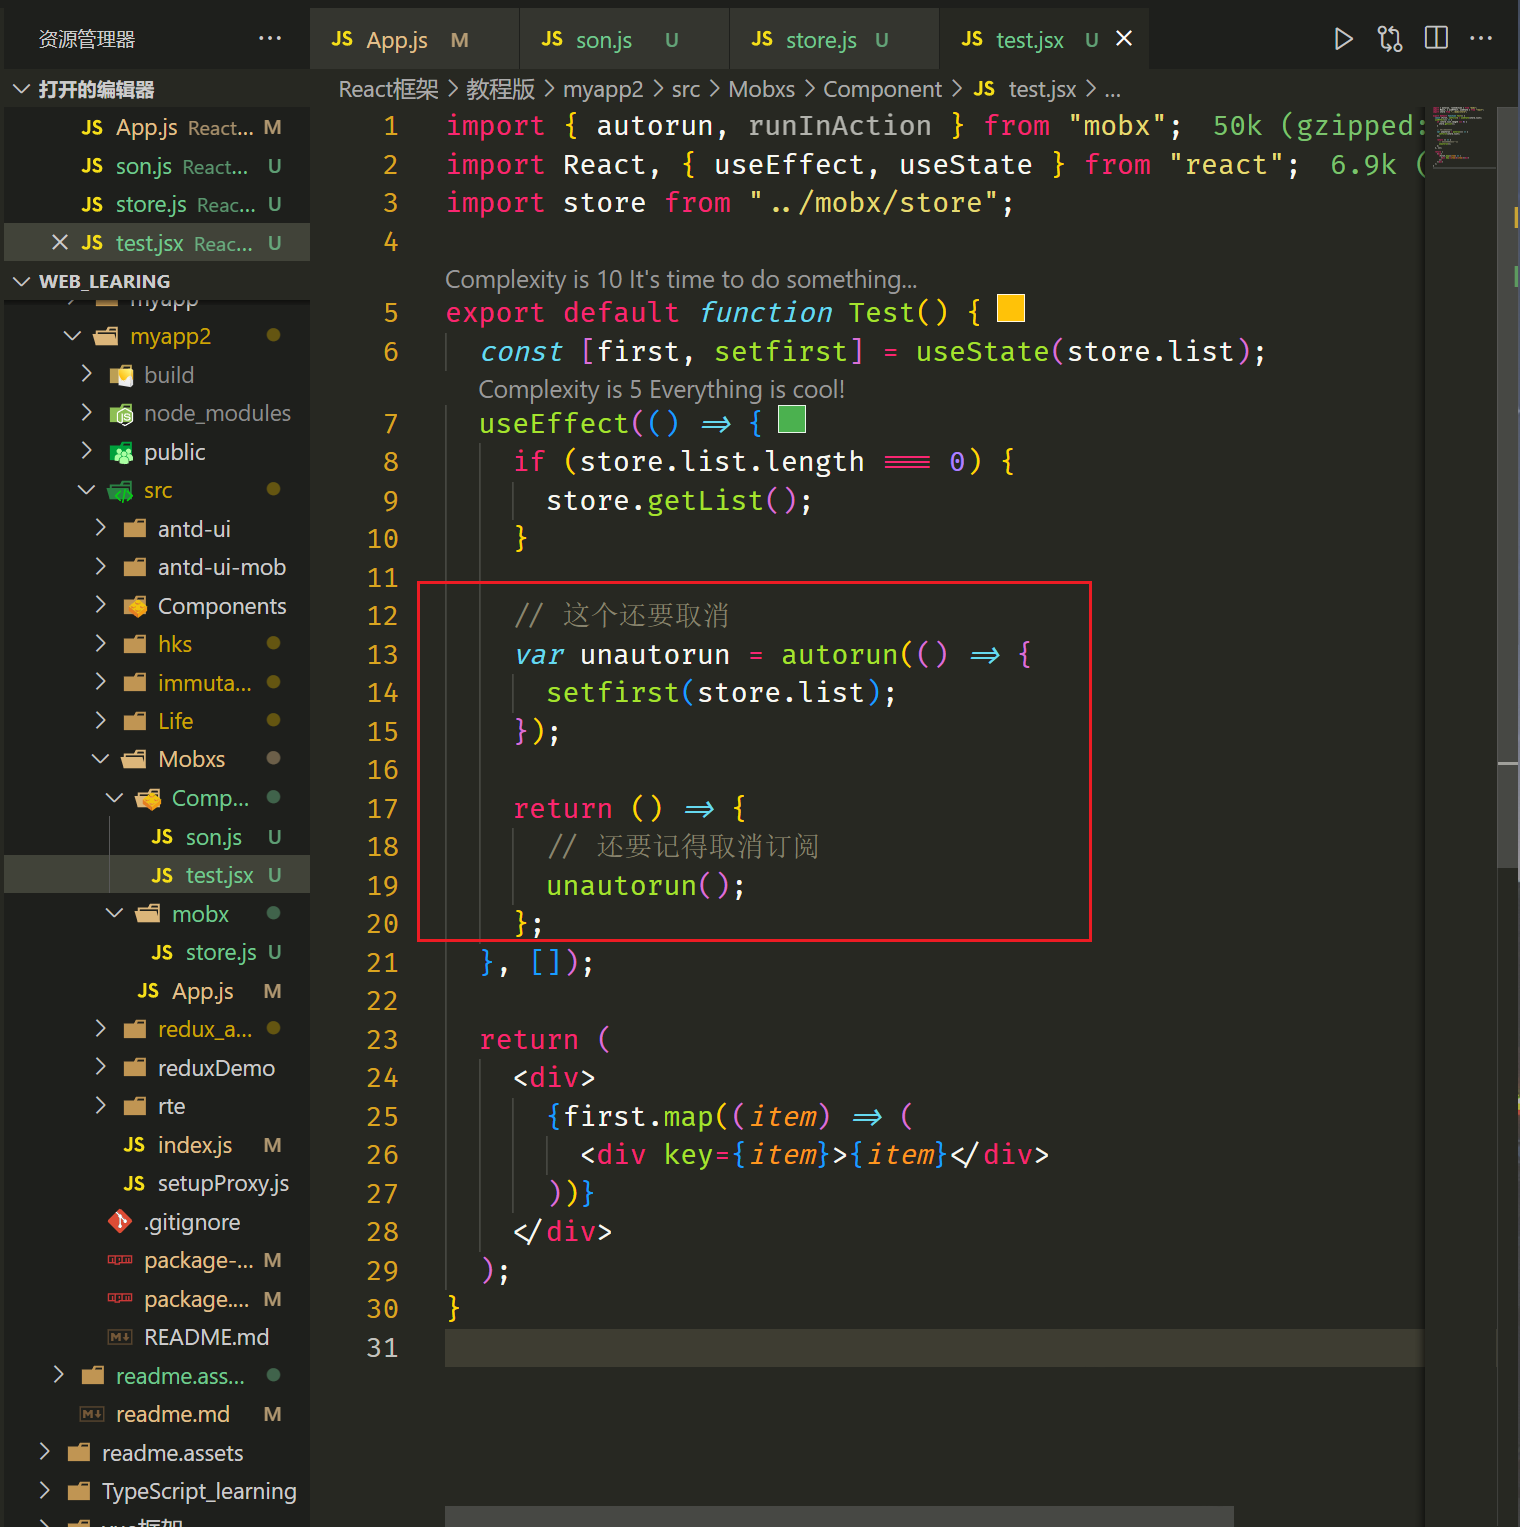 资源管理器 ...
JS App.js M
JS son.js U
JS store.js U
JS test.jsx U
打开的编辑器
JS App.js React... M
JS son.js React... U
JS store.js Reac... U
JS test.jsx Reac... U
WEB_LEARING
myapp
myapp2
build
node_modules
public
src
antd-ui
antd-ui-mob
Components
hks
immuta...
Life
Mobxs
Comp...
JS son.js U
JS test.jsx U
mobx
JS store.js U
JS App.js M
redux_a...
reduxDemo
rte
JS index.js M
JS setupProxy.js
.gitignore
package-... M
package.... M
README.md
readme.ass...
readme.md M
readme.assets
TypeScript_learning
React框架 > 教程版 > myapp2 > src > Mobxs > Component > JS test.jsx > ...
1 import { autorun, runInAction } from "mobx"; 50k (gzipped:
2 import React, { useEffect, useState } from "react"; 6.9k (
3 import store from "../mobx/store";
4
Complexity is 10 It's time to do something...
5 export default function Test() {
6 const [first, setfirst] = useState(store.list);
Complexity is 5 Everything is cool!
7 useEffect(() => {
8 if (store.list.length === 0) {
9 store.getList();
10 }
11
12 // 这个还要取消
13 var unautorun = autorun(() => {
14 setfirst(store.list);
15 });
16
17 return () => {
18 // 还要记得取消订阅
19 unautorun();
20 };
21 }, []);
22
23 return (
24 <div>
25 {first.map((item) => (
26 <div key={item}>{item}</div>
27 ))}
28 </div>
29 );
30 }
31